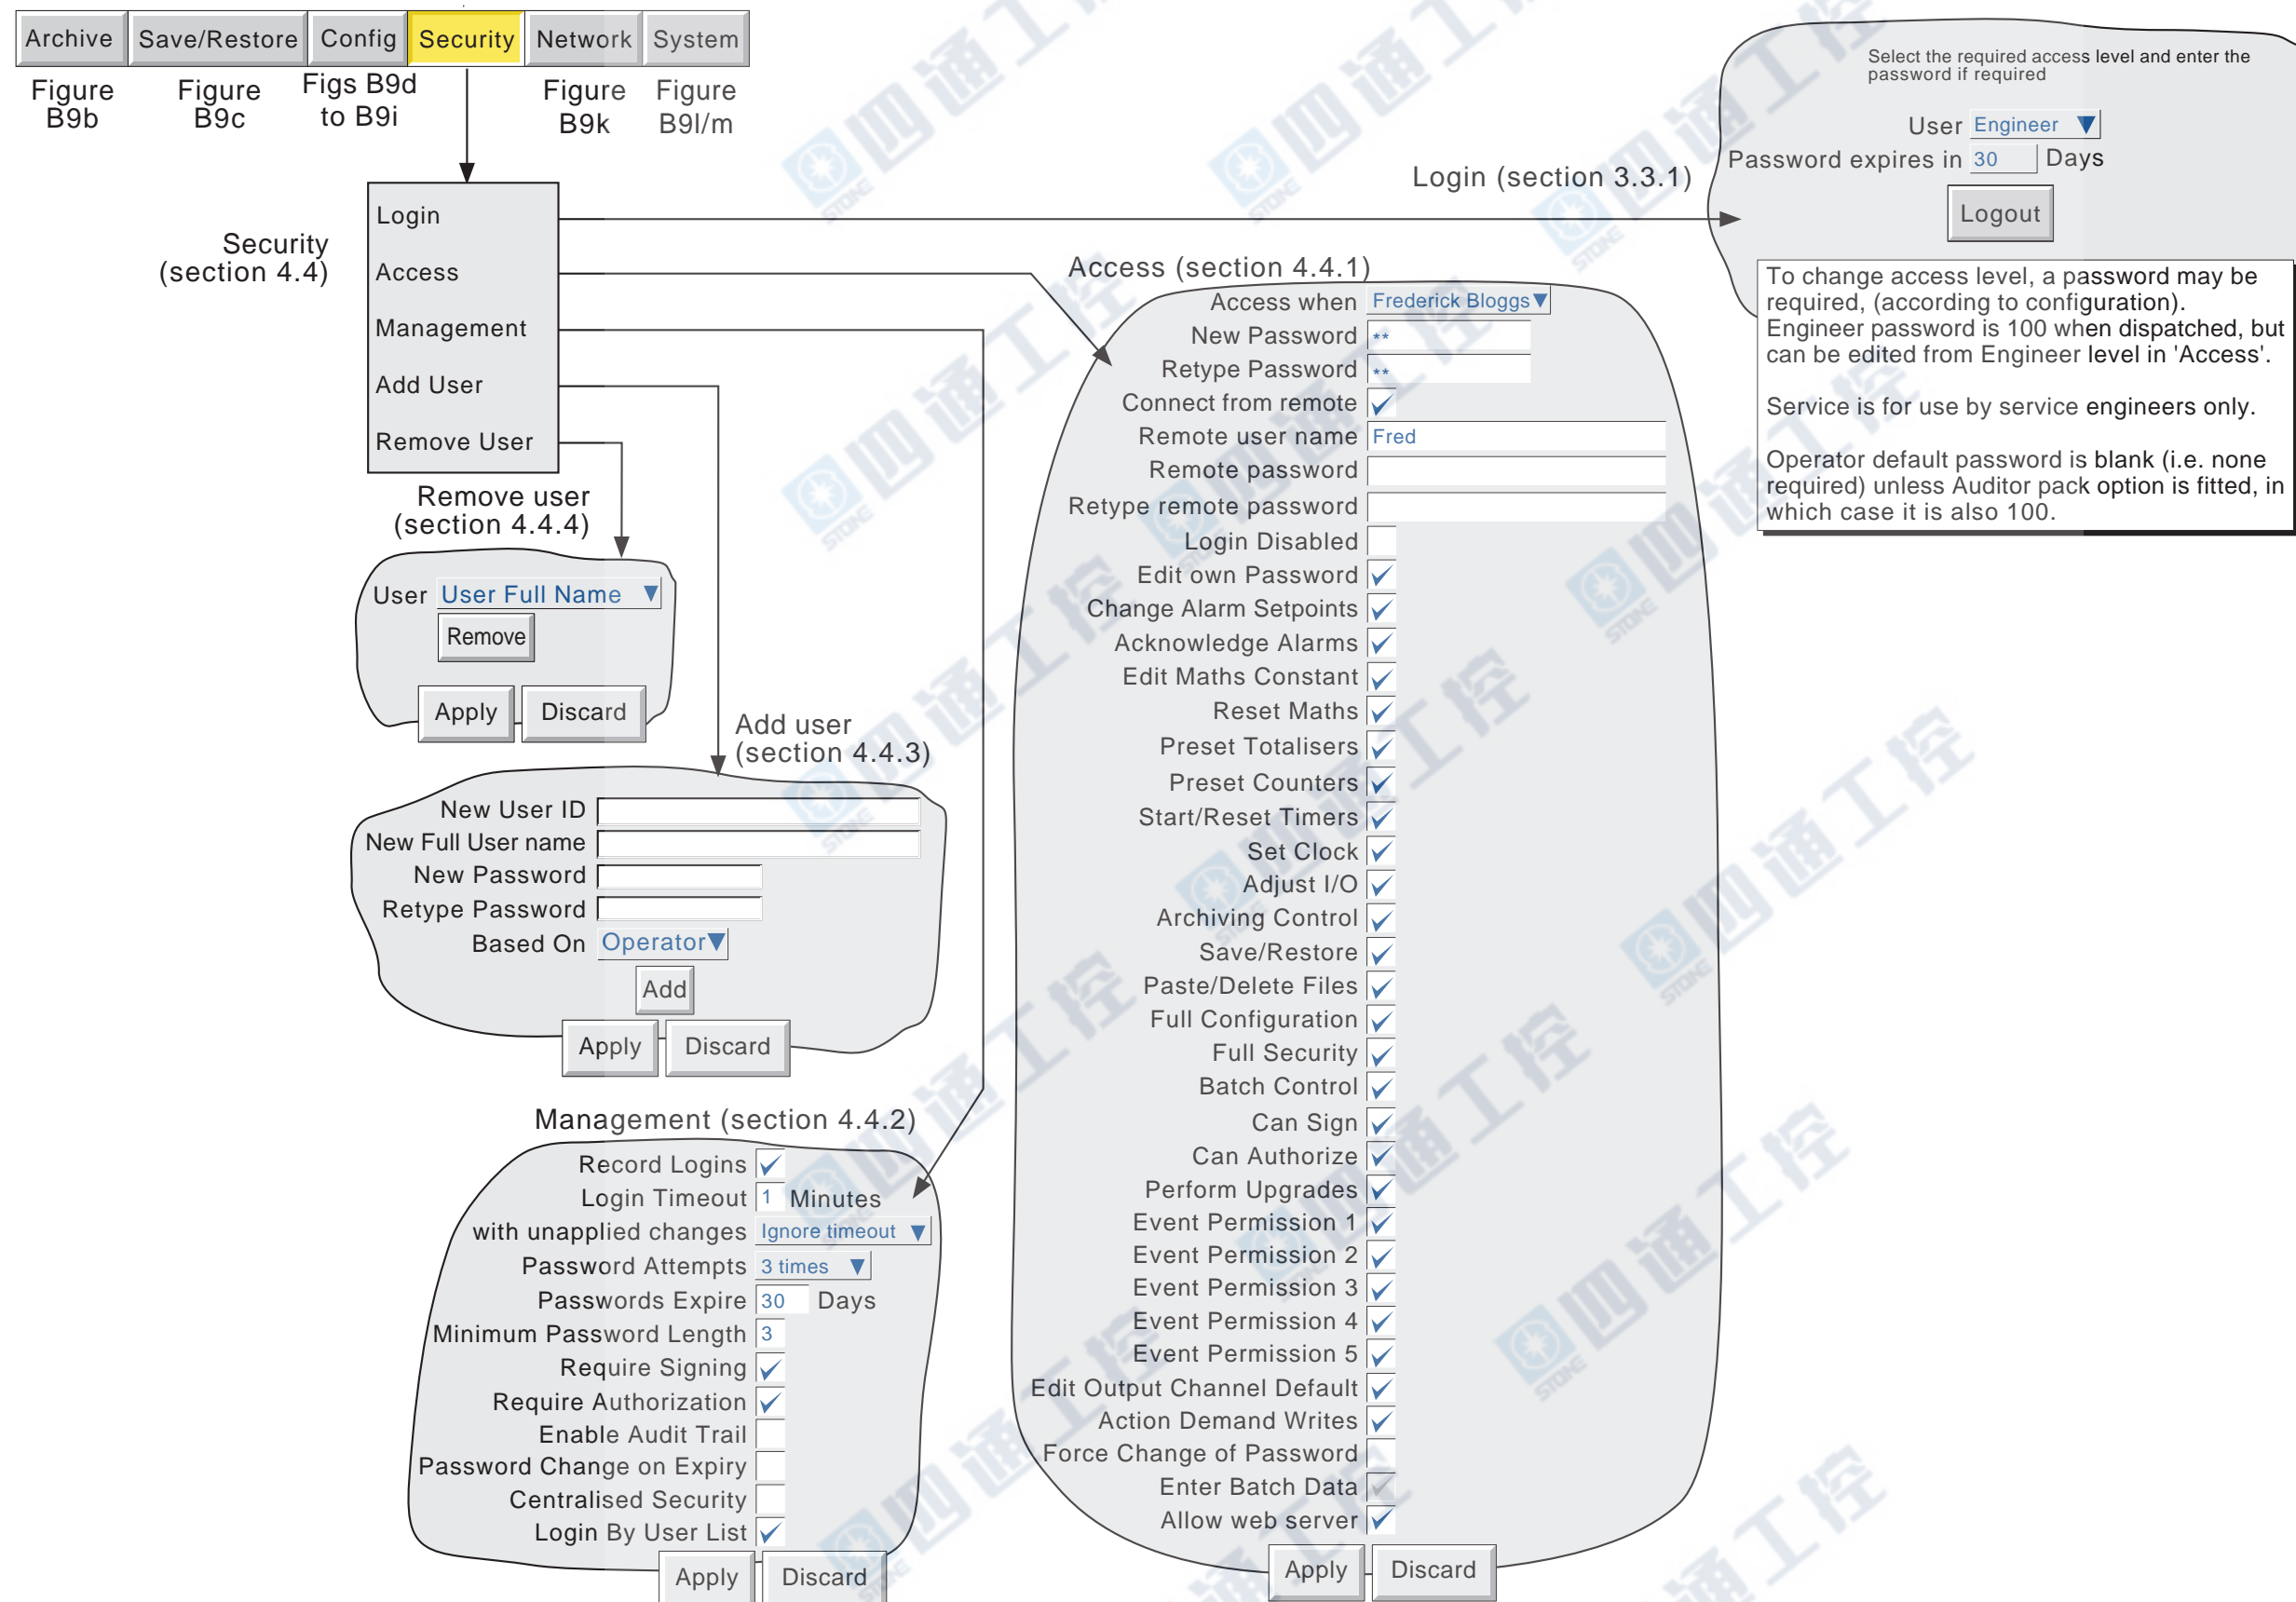 Archive
Save/Restore
Config
Security
Network
System
Figure
B9b
Figure
B9c
Figs B9d
to B9i
Figure
B9k
Figure
B9l/m
Security
(section 4.4)
Login
Access
Management
Add User
Remove User
Login (section 3.3.1)
Select the required access level and enter the
password if required
User Engineer
Password expires in 30 Days
Logout
To change access level, a password may be
required, (according to configuration).
Engineer password is 100 when dispatched, but
can be edited from Engineer level in 'Access'.
Service is for use by service engineers only.
Operator default password is blank (i.e. none
required) unless Auditor pack option is fitted, in
which case it is also 100.
Remove user
(section 4.4.4)
User User Full Name
Remove
Apply
Discard
Add user
(section 4.4.3)
New User ID
New Full User name
New Password
Retype Password
Based On Operator
Add
Apply
Discard
Management (section 4.4.2)
Record Logins
Login Timeout 1 Minutes
with unapplied changes Ignore timeout
Password Attempts 3 times
Passwords Expire 30 Days
Minimum Password Length 3
Require Signing
Require Authorization
Enable Audit Trail
Password Change on Expiry
Centralised Security
Login By User List
Apply
Discard
Access (section 4.4.1)
Access when Frederick Bloggs
New Password **
Retype Password **
Connect from remote
Remote user name Fred
Remote password
Retype remote password
Login Disabled
Edit own Password
Change Alarm Setpoints
Acknowledge Alarms
Edit Maths Constant
Reset Maths
Preset Totalisers
Preset Counters
Start/Reset Timers
Set Clock
Adjust I/O
Archiving Control
Save/Restore
Paste/Delete Files
Full Configuration
Full Security
Batch Control
Can Sign
Can Authorize
Perform Upgrades
Event Permission 1
Event Permission 2
Event Permission 3
Event Permission 4
Event Permission 5
Edit Output Channel Default
Action Demand Writes
Force Change of Password
Enter Batch Data
Allow web server
Apply
Discard
四通工控
STONE